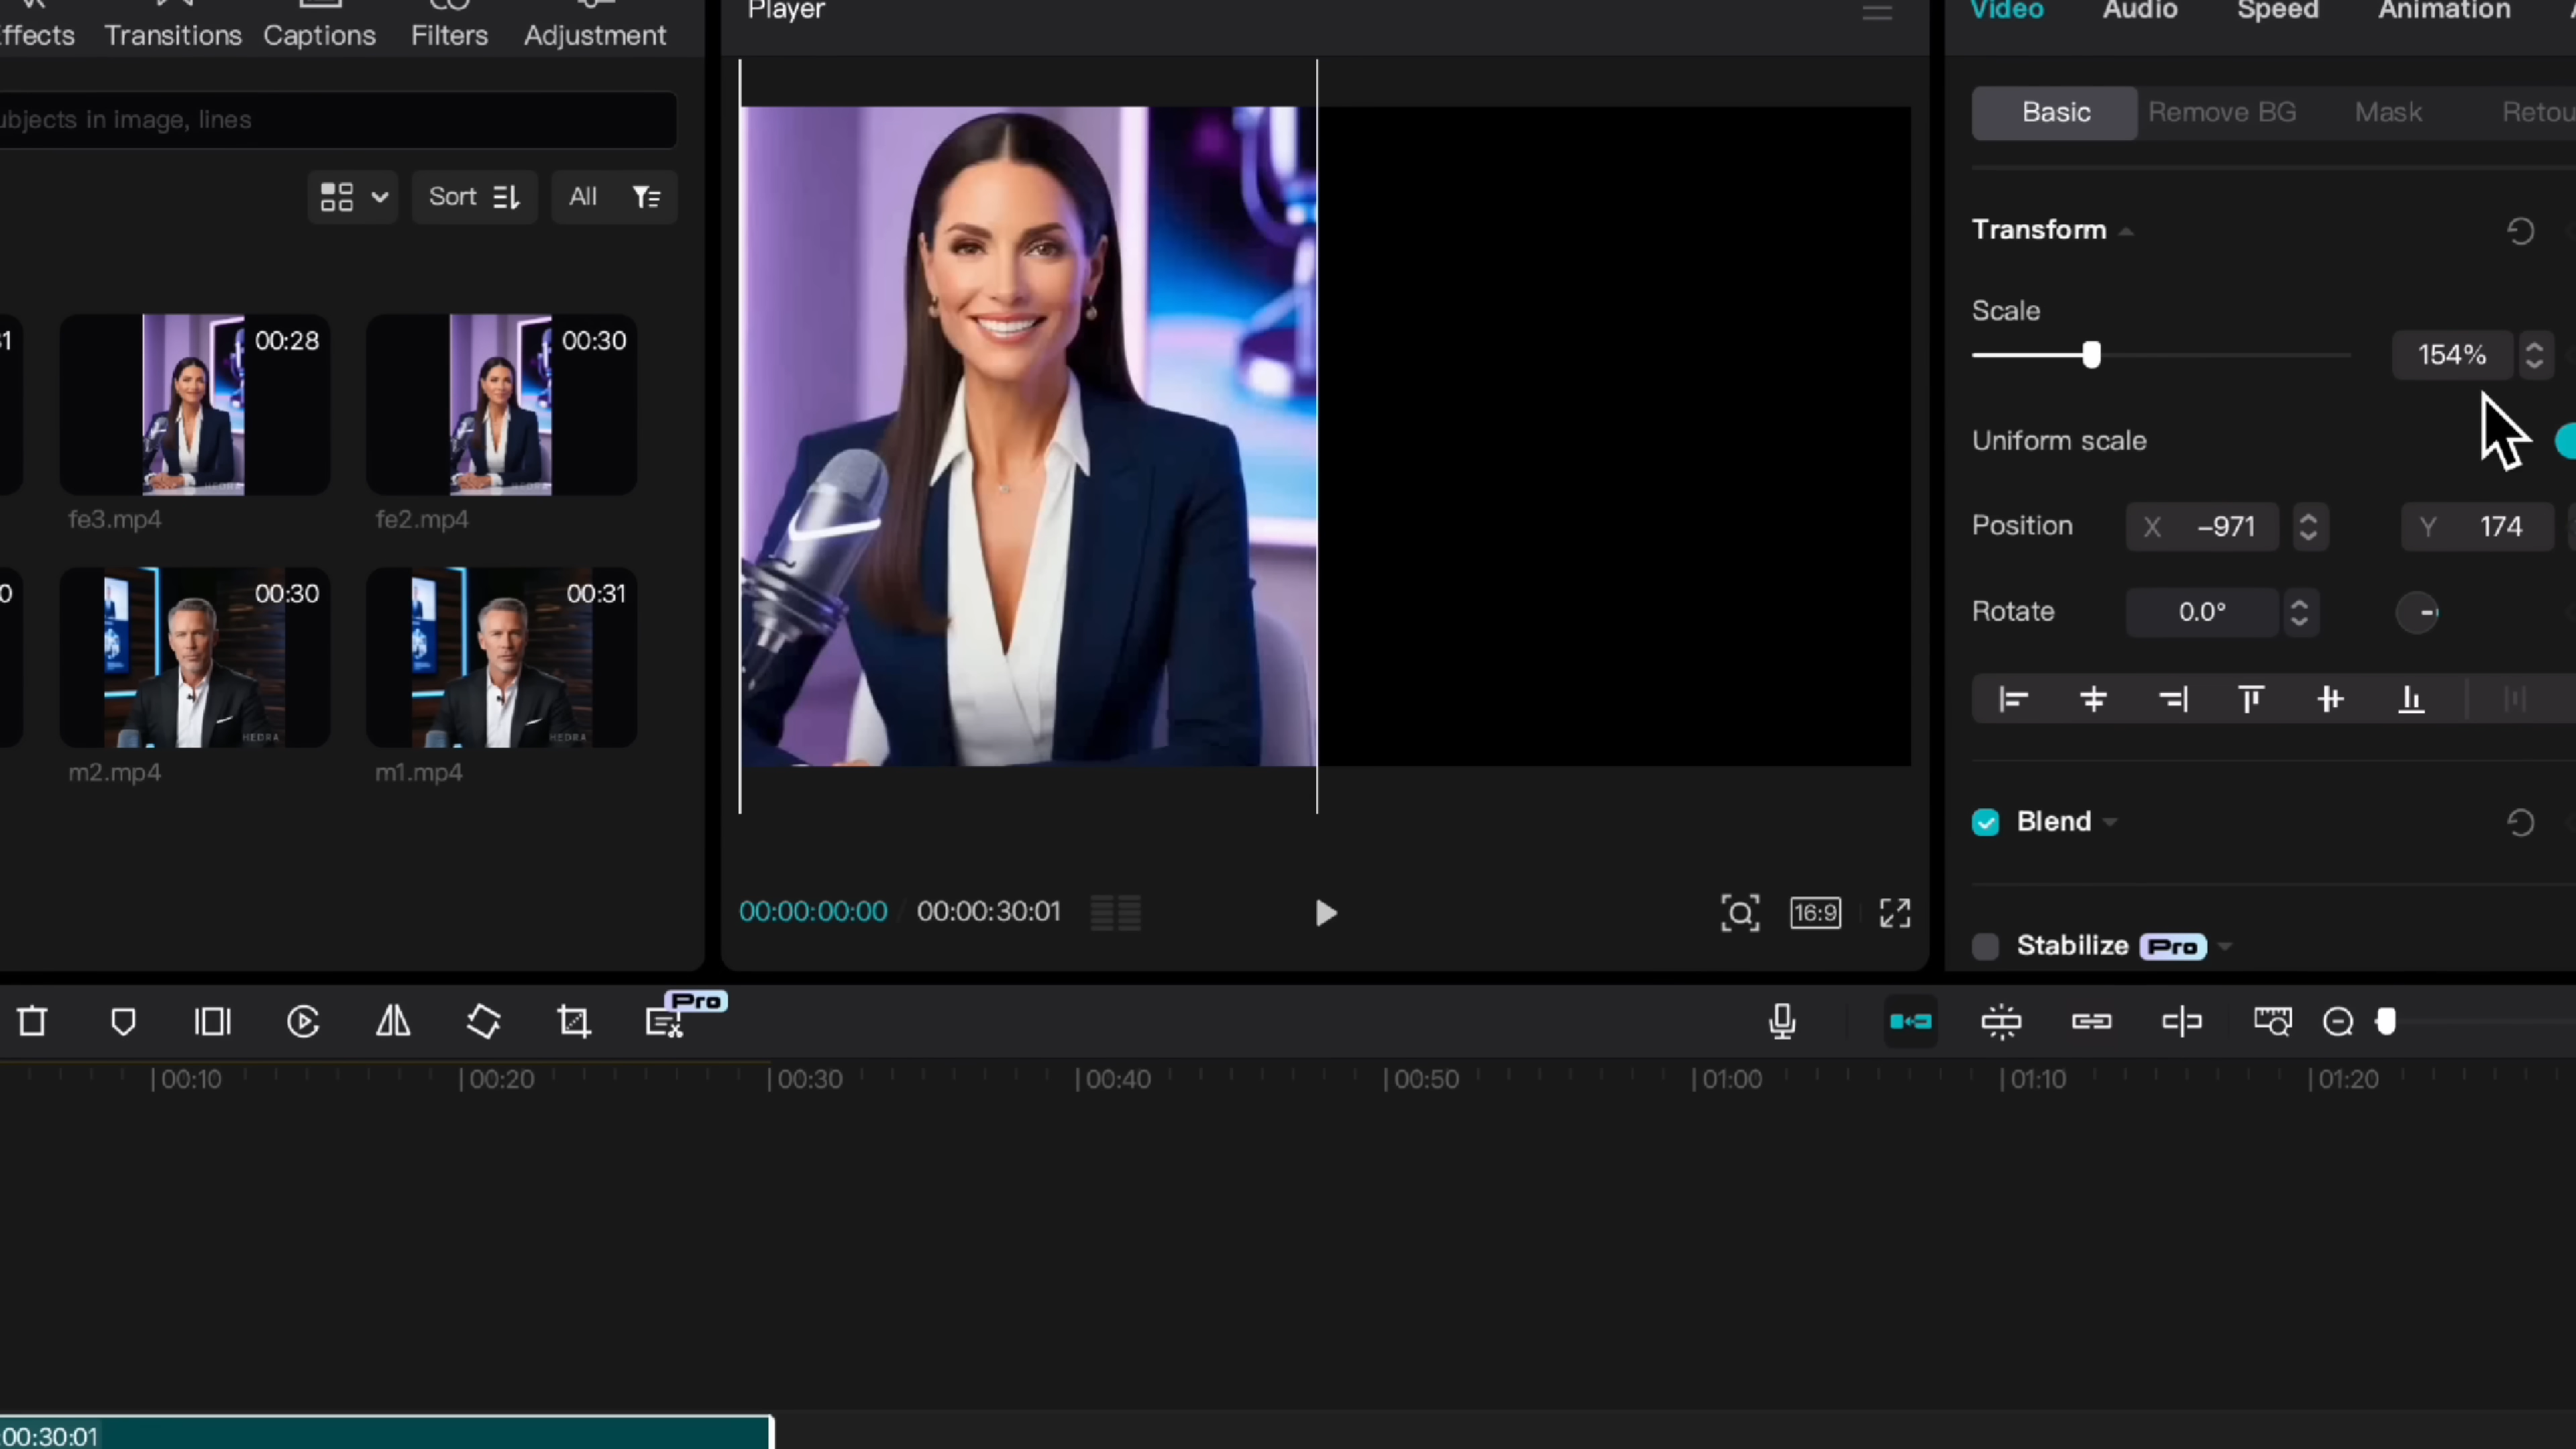 ffects Transitions Captions Filters Adjustment
Player
Video Audio Speed Animation
ubjects in image, lines
Sort All
Basic Remove BG Mask Retou
Transform
Scale
154%
Uniform scale
Position X -971 Y 174
Rotate 0.0°
Blend
Stabilize Pro
00:28
00:30
HEDRA
HEDRA
fe3.mp4
fe2.mp4
00:30
00:31
HEDRA
HEDRA
m2.mp4
m1.mp4
00:00:00:00 / 00:00:30:01
16:9
Pro
00:10 00:20 00:30 00:40 00:50 01:00 01:10 01:20
00:30:01